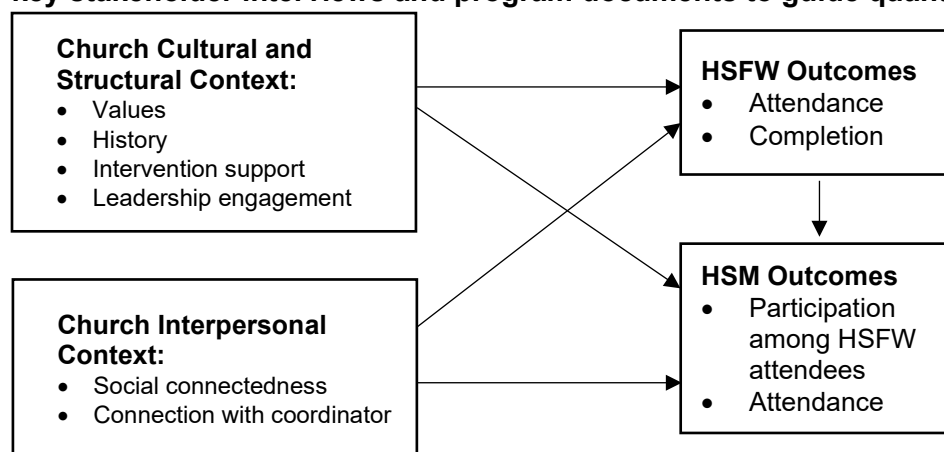 key stakeholder interviews and program documents to guide quan
Church Cultural and
Structural Context:
• Values
• History
• Intervention support
• Leadership engagement
HSFW Outcomes
• Attendance
• Completion
Church Interpersonal
Context:
• Social connectedness
• Connection with coordinator
HSM Outcomes
• Participation
among HSFW
attendees
• Attendance